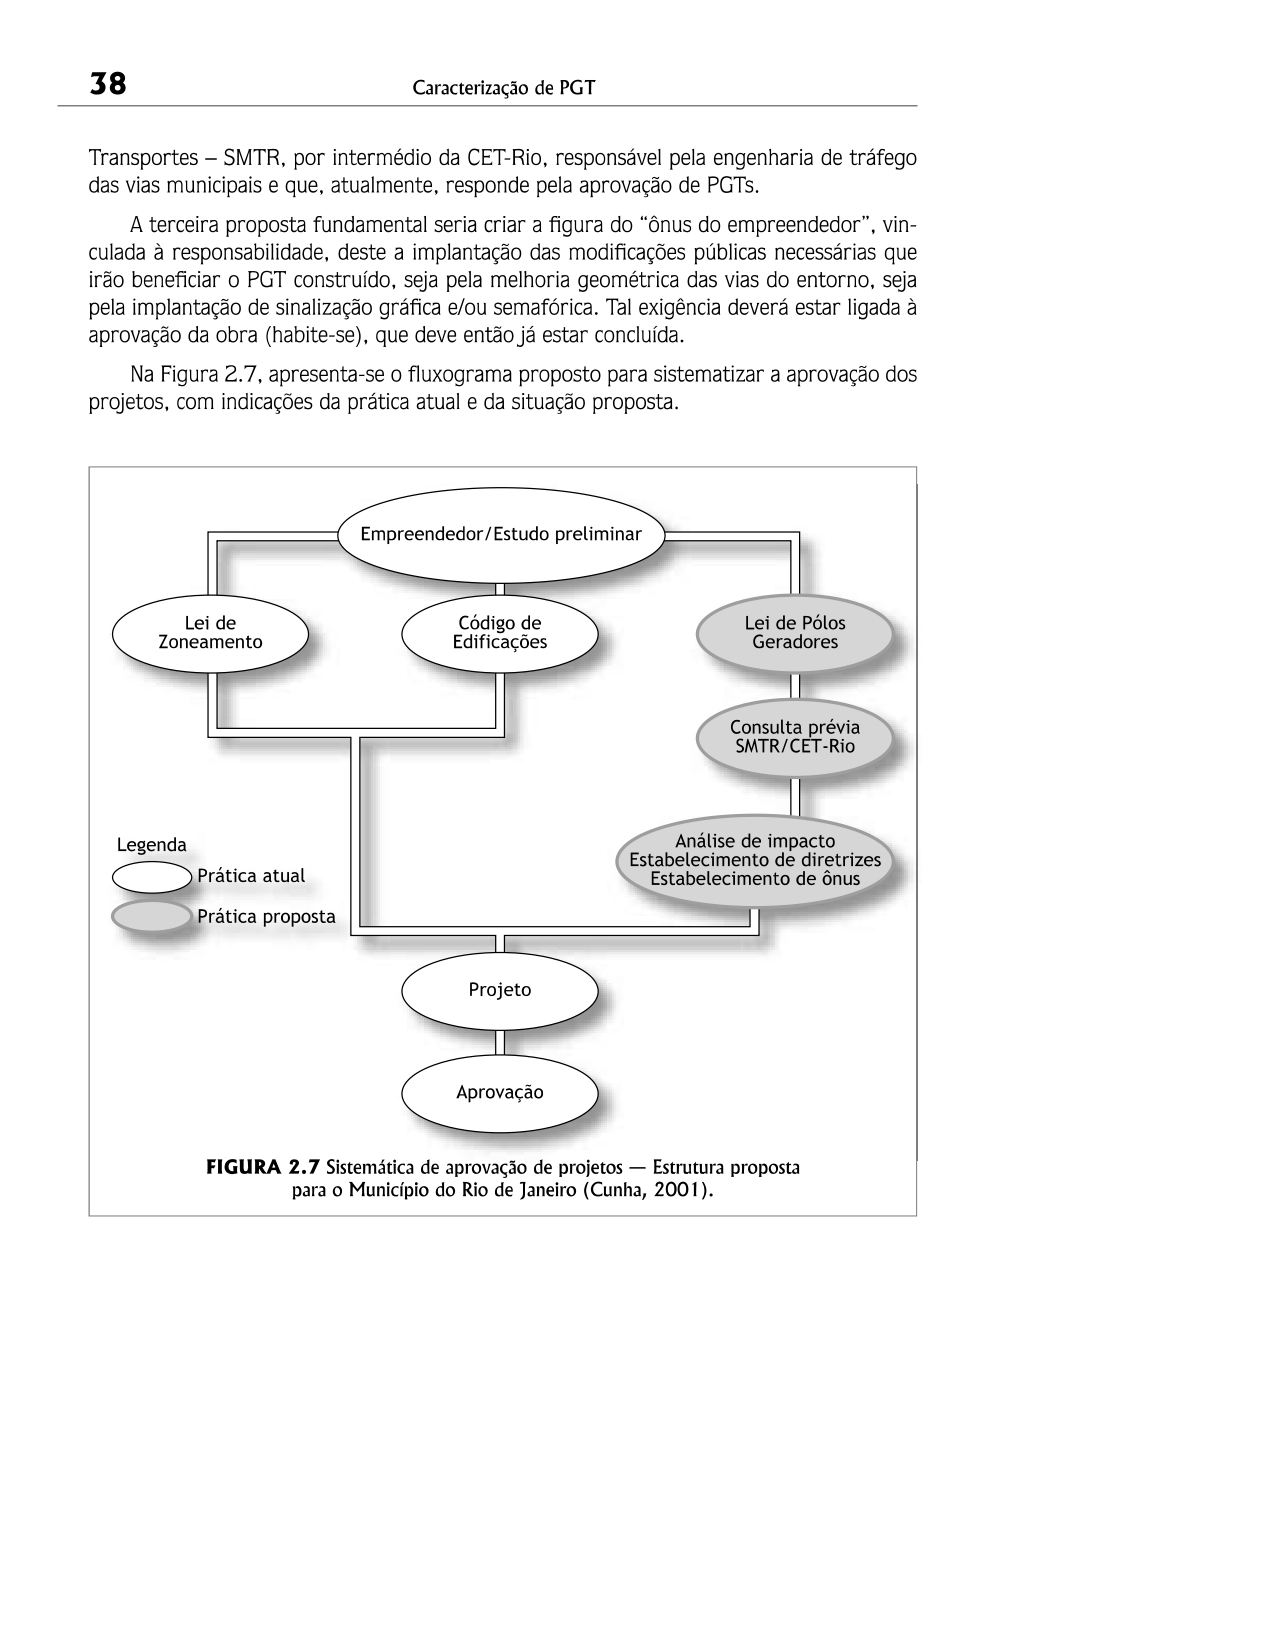 38
Caracterização de PGT
Transportes – SMTR, por intermédio da CET-Rio, responsável pela engenharia de tráfego
das vias municipais e que, atualmente, responde pela aprovação de PGTs.
A terceira proposta fundamental seria criar a figura do “ônus do empreendedor”, vin-
culada à responsabilidade, deste a implantação das modificações públicas necessárias que
irão beneficiar o PGT construído, seja pela melhoria geométrica das vias do entorno, seja
pela implantação de sinalização gráfica e/ou semafórica. Tal exigência deverá estar ligada à
aprovação da obra (habite-se), que deve então já estar concluída.
Na Figura 2.7, apresenta-se o fluxograma proposto para sistematizar a aprovação dos
projetos, com indicações da prática atual e da situação proposta.
Empreendedor/Estudo preliminar
Lei de
Zoneamento
Código de
Edificações
Lei de Pólos
Geradores
Consulta prévia
SMTR/CET-Rio
Análise de impacto
Estabelecimento de diretrizes
Estabelecimento de ônus
Legenda
Prática atual
Prática proposta
Projeto
Aprovação
FIGURA 2.7 Sistemática de aprovação de projetos — Estrutura proposta
para o Município do Rio de Janeiro (Cunha, 2001).